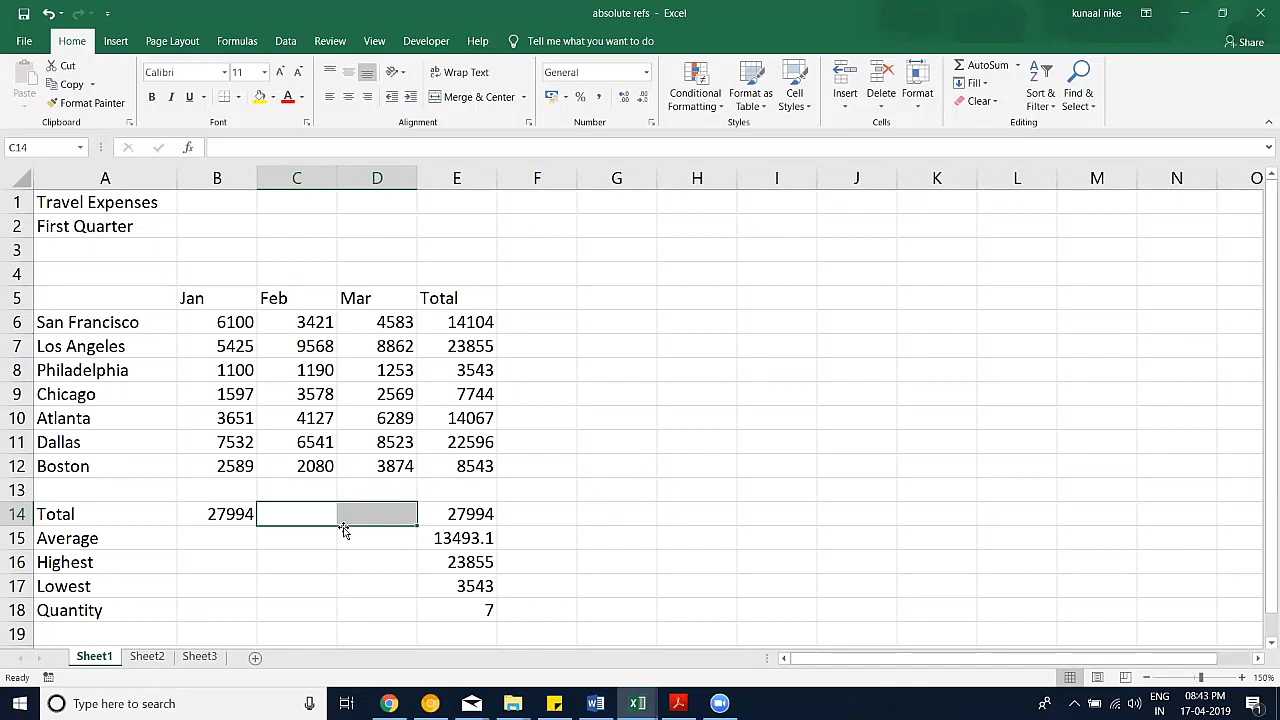 absolute refs - Excel
kunaal nike
File Home Insert Page Layout Formulas Data Review View Developer Help Tell me what you want to do Share
Paste
Cut
Copy
Format Painter
Clipboard
Calibri 11
B I U
Font
Wrap Text
Merge & Center
Alignment
General
Number
Conditional Formatting
Format as Table
Cell Styles
Styles
Insert
Delete
Format
Cells
AutoSum
Fill
Clear
Sort & Filter
Find & Select
Editing
C14 fx
A B C D E F G H I J K L M N O
1 Travel Expenses
2 First Quarter
3
4
5 Jan Feb Mar Total
6 San Francisco 6100 3421 4583 14104
7 Los Angeles 5425 9568 8862 23855
8 Philadelphia 1100 1190 1253 3543
9 Chicago 1597 3578 2569 7744
10 Atlanta 3651 4127 6289 14067
11 Dallas 7532 6541 8523 22596
12 Boston 2589 2080 3874 8543
13
14 Total 27994 27994
15 Average 13493.1
16 Highest 23855
17 Lowest 3543
18 Quantity 7
19
Sheet1 Sheet2 Sheet3
Ready 150%
Type here to search
ENG
IN
08:43 PM
17-04-2019